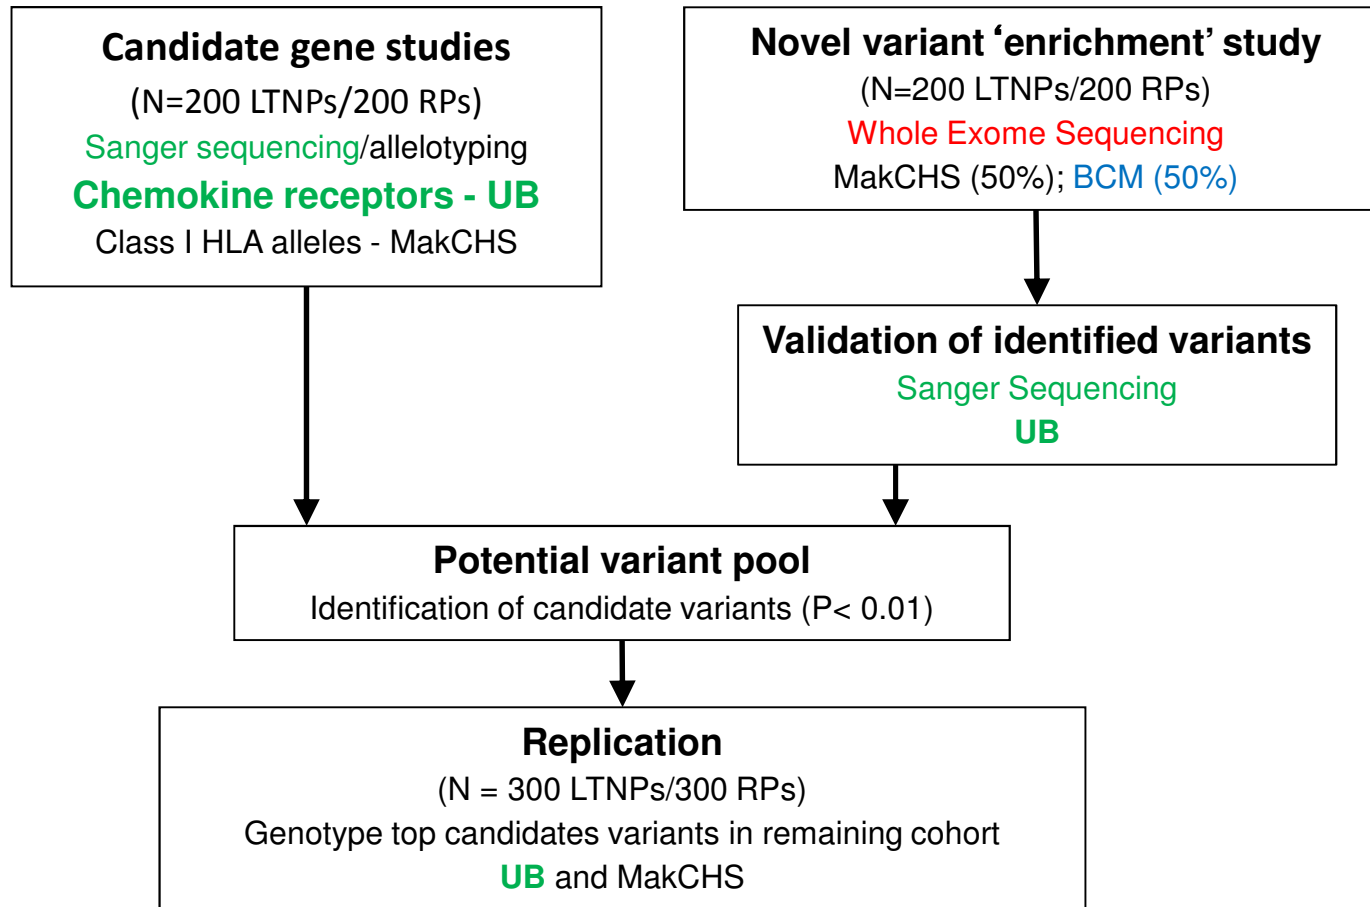 Candidate gene studies
(N=200 LTNPs/200 RPs)
Sanger sequencing/allelotyping
Chemokine receptors - UB
Class I HLA alleles - MakCHS
Novel variant ‘enrichment’ study
(N=200 LTNPs/200 RPs)
Whole Exome Sequencing
MakCHS (50%); BCM (50%)
Validation of identified variants
Sanger Sequencing
UB
Potential variant pool
Identification of candidate variants (P< 0.01)
Replication
(N = 300 LTNPs/300 RPs)
Genotype top candidates variants in remaining cohort
UB and MakCHS